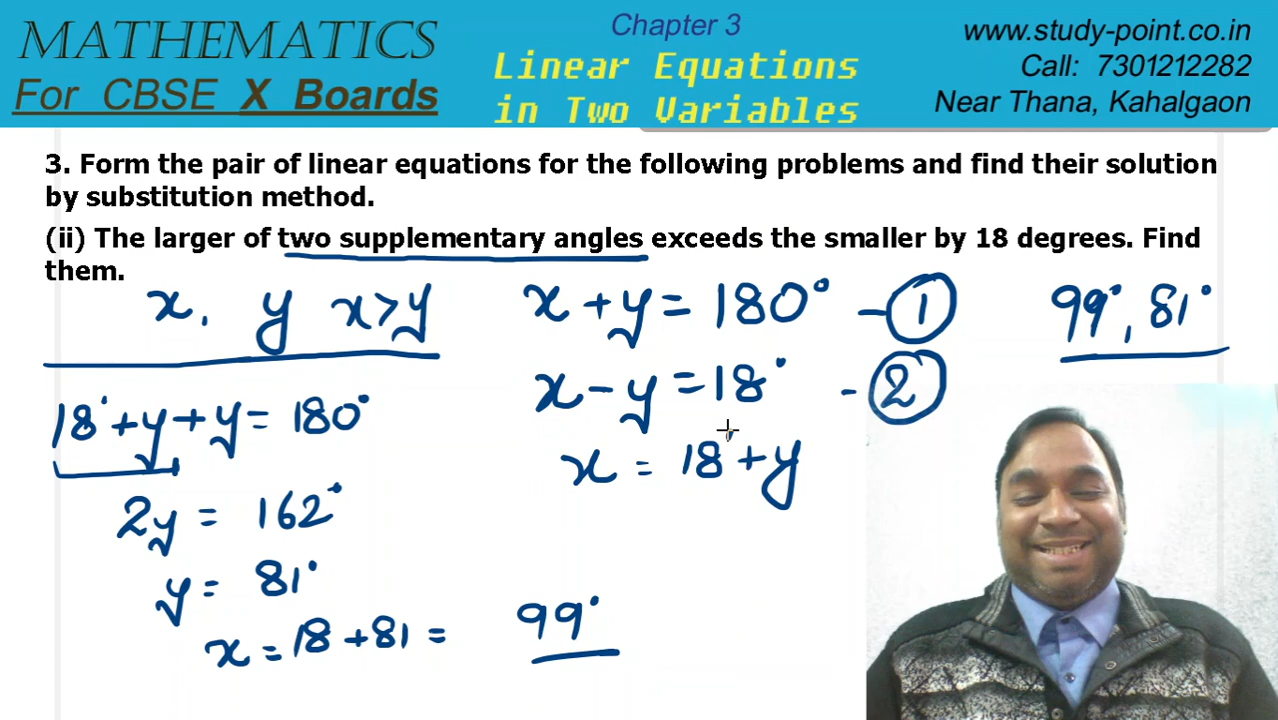 MATHEMATICS
For CBSE X Boards
Chapter 3
Linear Equations
in Two Variables
www.study-point.co.in
Call: 7301212282
Near Thana, Kahalgaon
3. Form the pair of linear equations for the following problems and find their solution
by substitution method.
(ii) The larger of two supplementary angles exceeds the smaller by 18 degrees. Find
them.
x, y x>y
18° + y + y = 180°
2y = 162°
y = 81°
x = 18 + 81 = 99°
x + y = 180° - 1
x - y = 18° - 2
x = 18 + y
99°, 81°